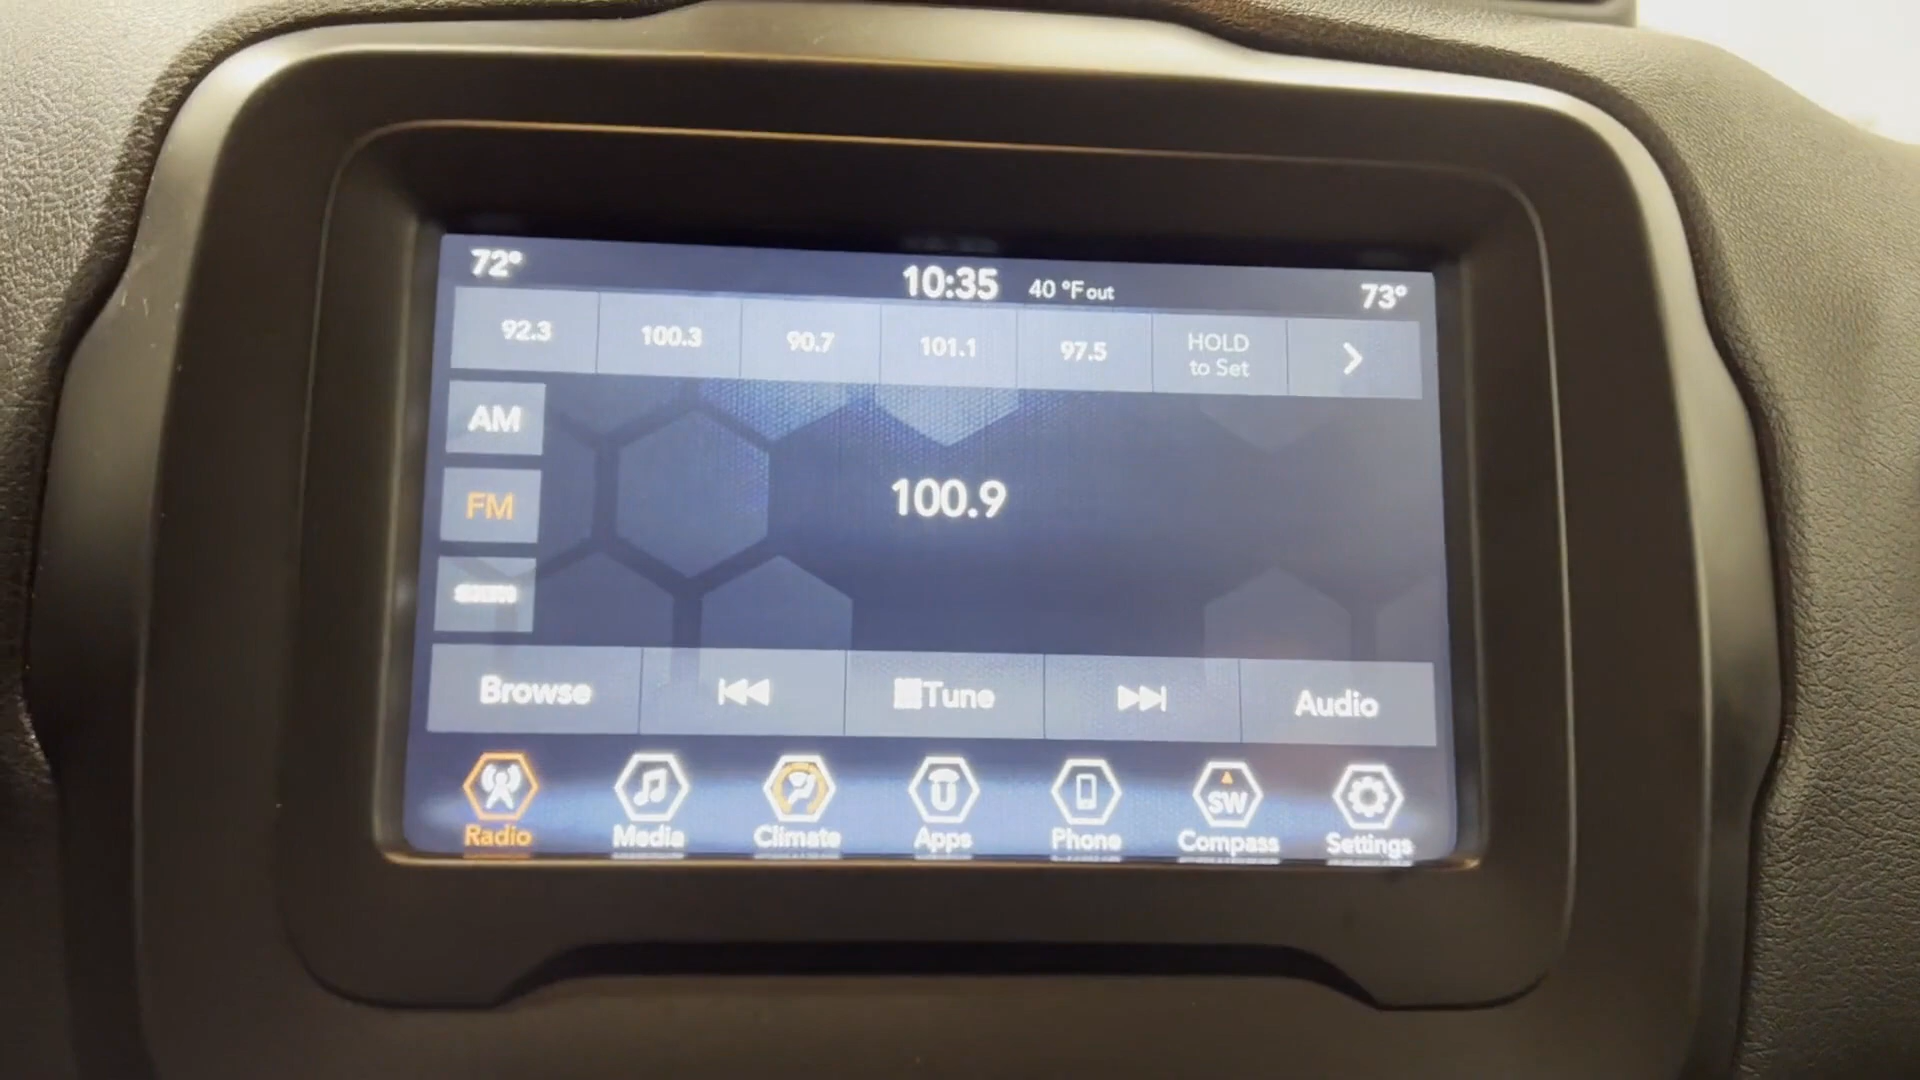 72° 10:35 40 °F out 73°
92.3 100.3 90.7 101.1 97.5 HOLD to Set
AM
100.9
FM
Browse Tune Audio
SW
Radio Media Climate Apps Phone Compass Settings